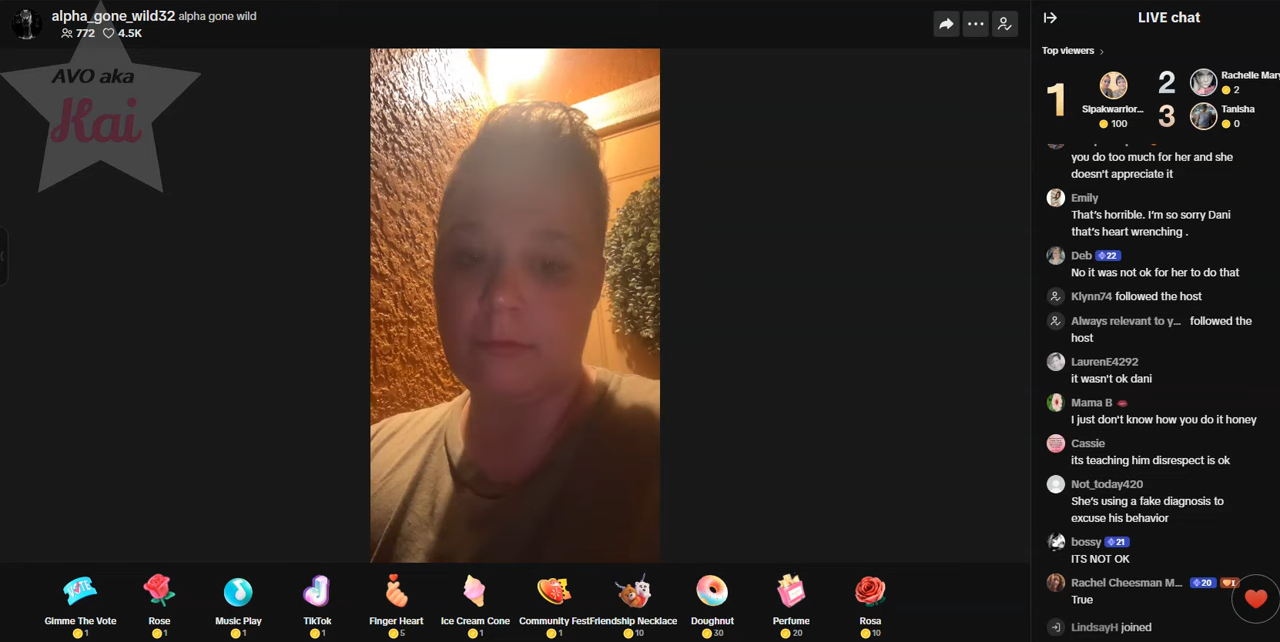 alpha_gone_wild32 alpha gone wild
772 4.5K
AVO aka
Kai
LIVE chat
Top viewers >
1
Sipakwarrior...
100
2
Rachelle Mar
2
3
Tanisha
0
you do too much for her and she
doesn't appreciate it
Emily
That's horrible. I'm so sorry Dani
that's heart wrenching .
Deb 22
No it was not ok for her to do that
Klynn74 followed the host
Always relevant to y... followed the
host
LaurenE4292
it wasn't ok dani
Mama B
I just don't know how you do it honey
Cassie
its teaching him disrespect is ok
Not_today420
She's using a fake diagnosis to
excuse his behavior
bossy 21
ITS NOT OK
Rachel Cheesman M... 20
True
LindsayH joined
VOTE
Gimme The Vote
1
Rose
1
Music Play
1
TikTok
1
Finger Heart
5
Ice Cream Cone
1
Community Fest
1
Friendship Necklace
10
Doughnut
30
Perfume
20
Rosa
10